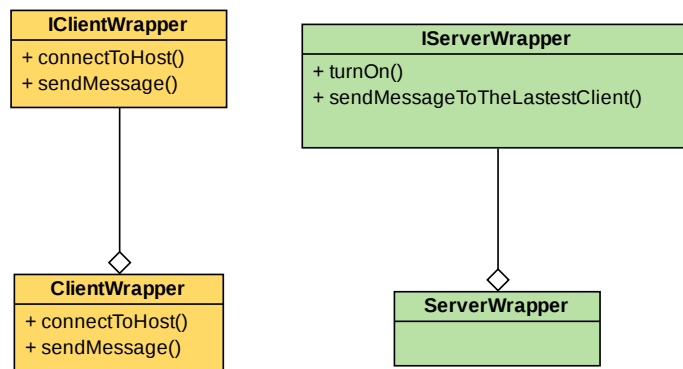 IClientWrapper
+ connectToHost()
+ sendMessage()
IServerWrapper
+ turnOn()
+ sendMessageToTheLastestClient()
ClientWrapper
+ connectToHost()
+ sendMessage()
ServerWrapper